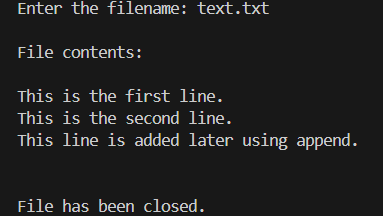 Enter the filename: text.txt
File contents:
This is the first line.
This is the second line.
This line is added later using append.
File has been closed.